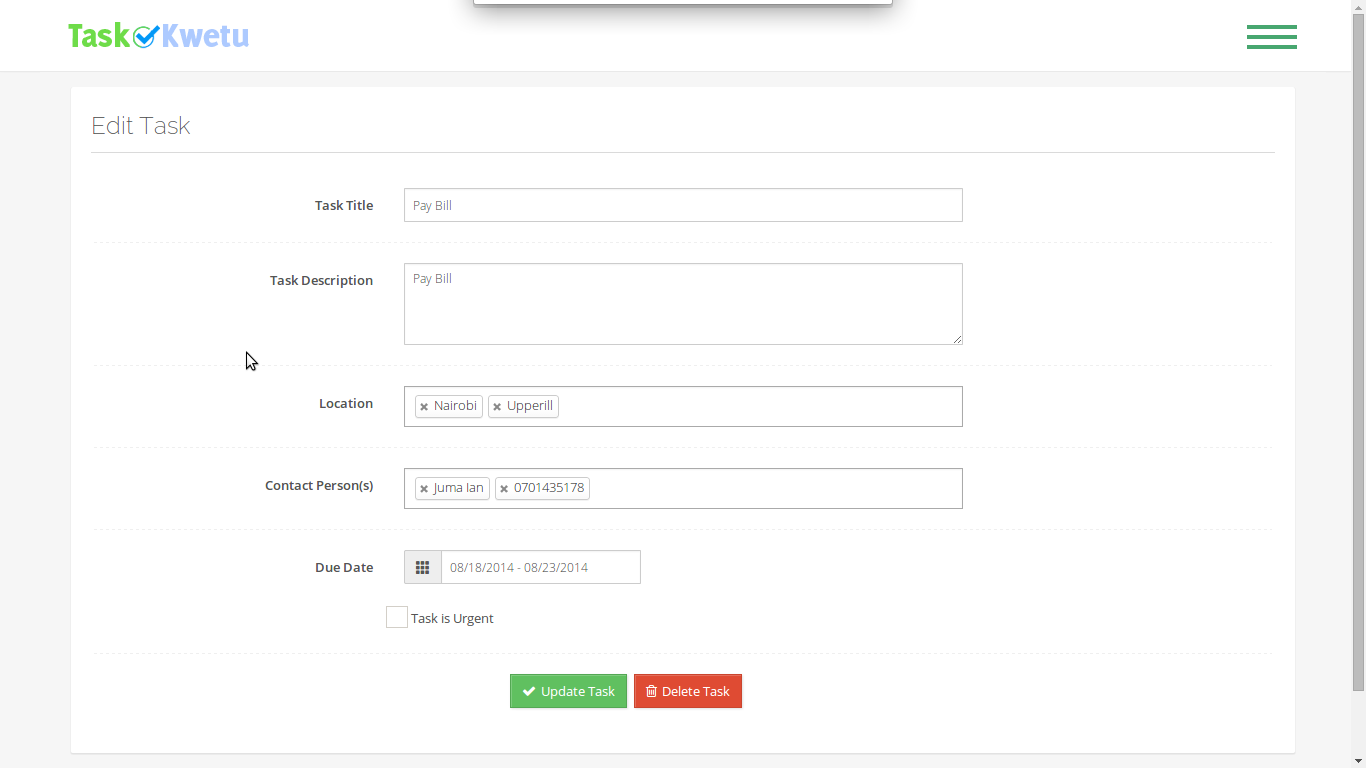 Task Kwetu
Edit Task
Task Title Pay Bill
Task Description Pay Bill
Location Nairobi Upperill
Contact Person(s) Juma Ian 0701435178
Due Date 08/18/2014 - 08/23/2014
Task is Urgent
Update Task Delete Task